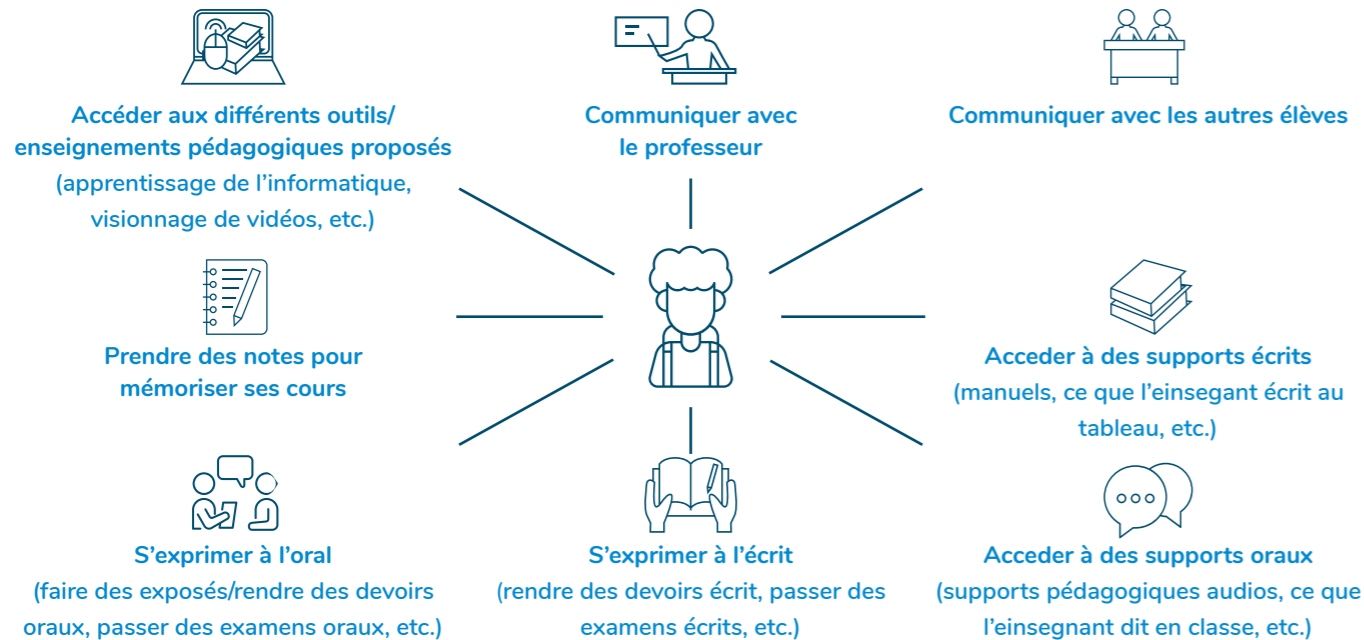 Accéder aux différents outils/
enseignements pédagogiques proposés
(apprentissage de l'informatique,
visionnage de vidéos, etc.)
Communiquer avec
le professeur
Communiquer avec les autres élèves
Prendre des notes pour
mémoriser ses cours
Acceder à des supports écrits
(manuels, ce que l'einsegant écrit au
tableau, etc.)
S'exprimer à l'oral
(faire des exposés/rendre des devoirs
oraux, passer des examens oraux, etc.)
S'exprimer à l'écrit
(rendre des devoirs écrit, passer des
examens écrits, etc.)
Acceder à des supports oraux
(supports pédagogiques audios, ce que
l'einsegnant dit en classe, etc.)